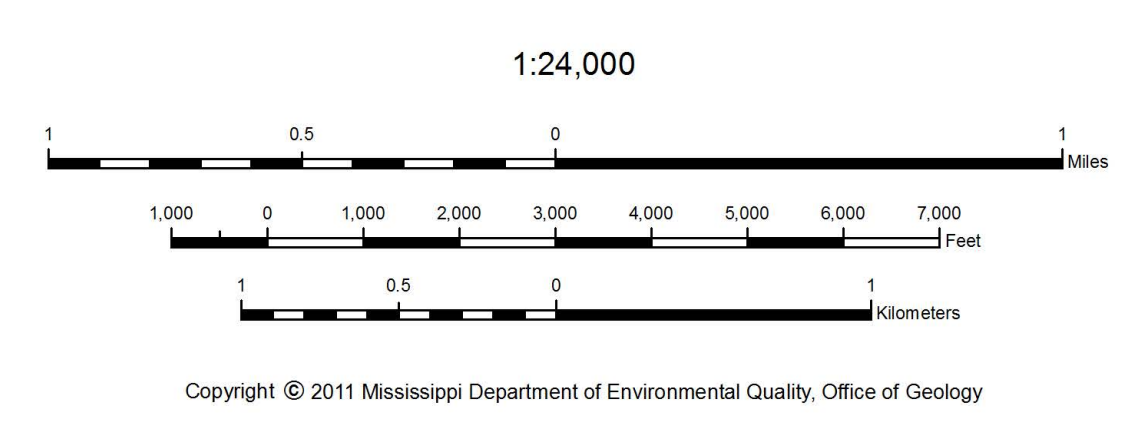 1:24,000
1 0.5 0 1
Miles
1,000 0 1,000 2,000 3,000 4,000 5,000 6,000 7,000
Feet
1 0.5 0 1
Kilometers
Copyright © 2011 Mississippi Department of Environmental Quality, Office of Geology